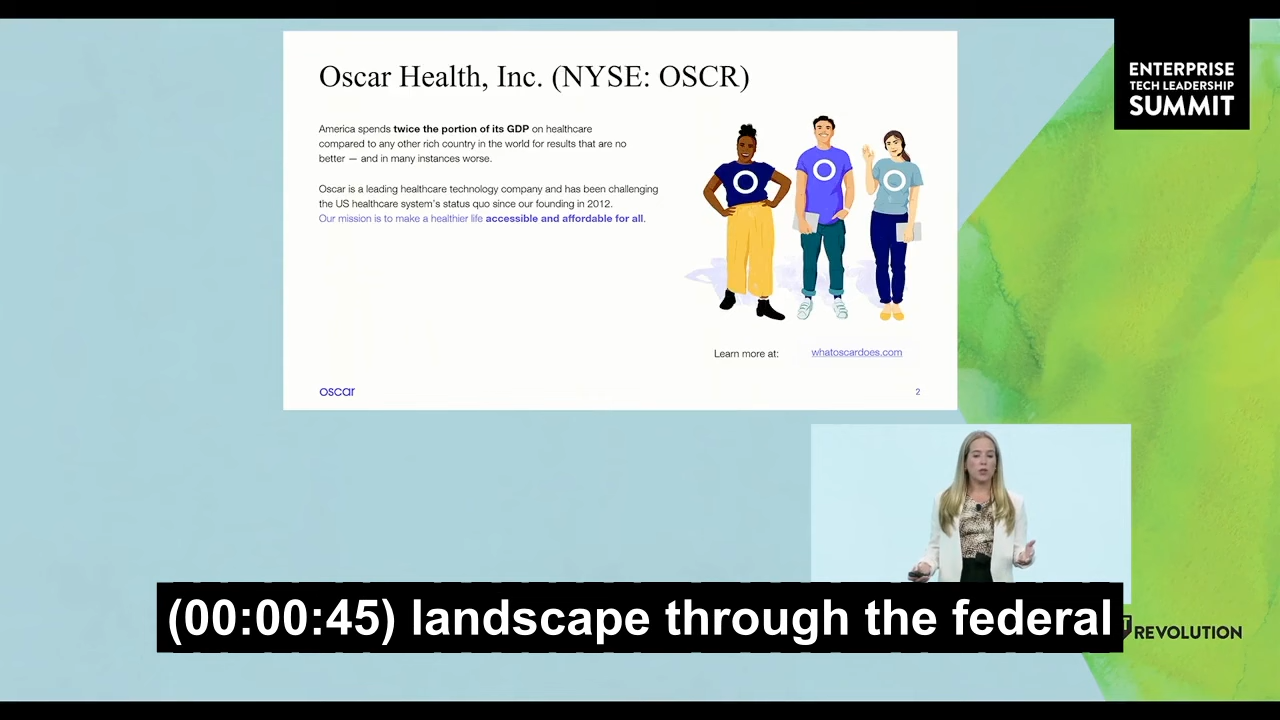 Oscar Health, Inc. (NYSE: OSCR)
America spends twice the portion of its GDP on healthcare
compared to any other rich country in the world for results that are no
better — and in many instances worse.
Oscar is a leading healthcare technology company and has been challenging
the US healthcare system's status quo since our founding in 2012.
Our mission is to make a healthier life accessible and affordable for all.
Learn more at: whatoscardoes.com
oscar
2
ENTERPRISE
TECH LEADERSHIP
SUMMIT
(00:00:45) landscape through the federal
REVOLUTION